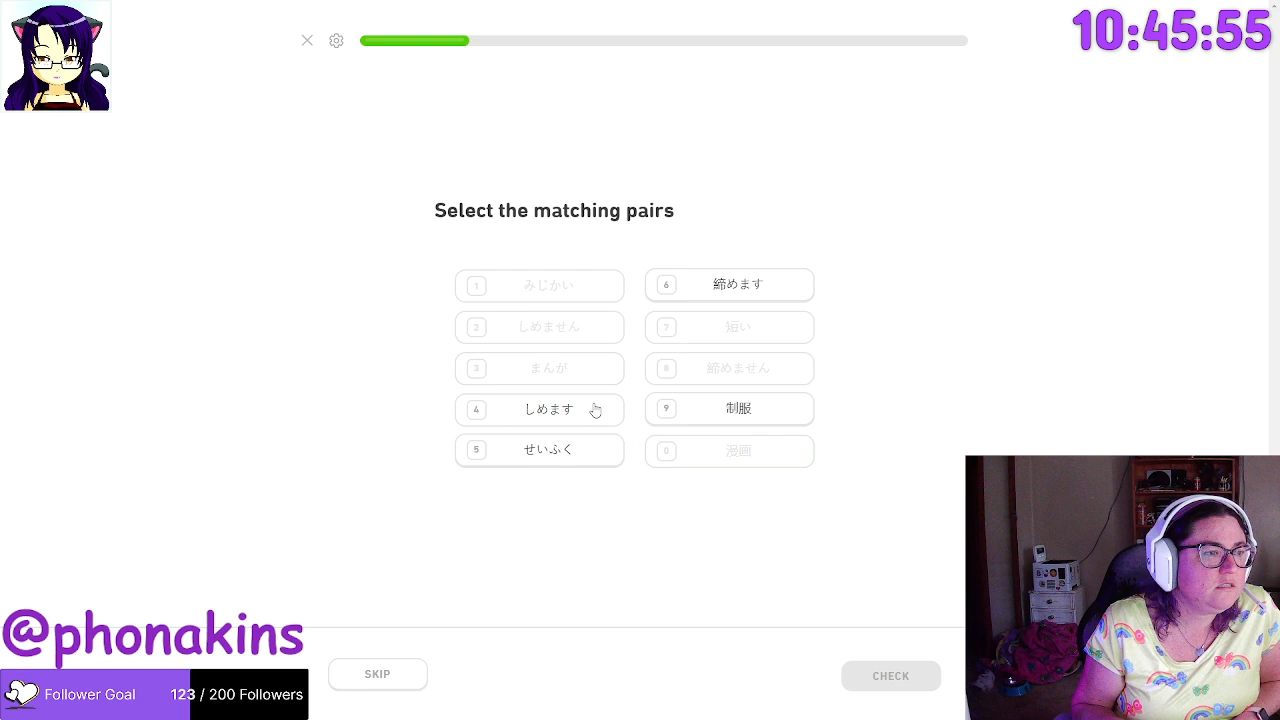 10:45:55
Select the matching pairs
1 みじかい
6 締めます
2 しめません
7 短い
3 まんが
8 締めません
4 しめます
9 制服
5 せいふく
0 漫画
@phonakins
Follower Goal 123 / 200 Followers
SKIP
CHECK